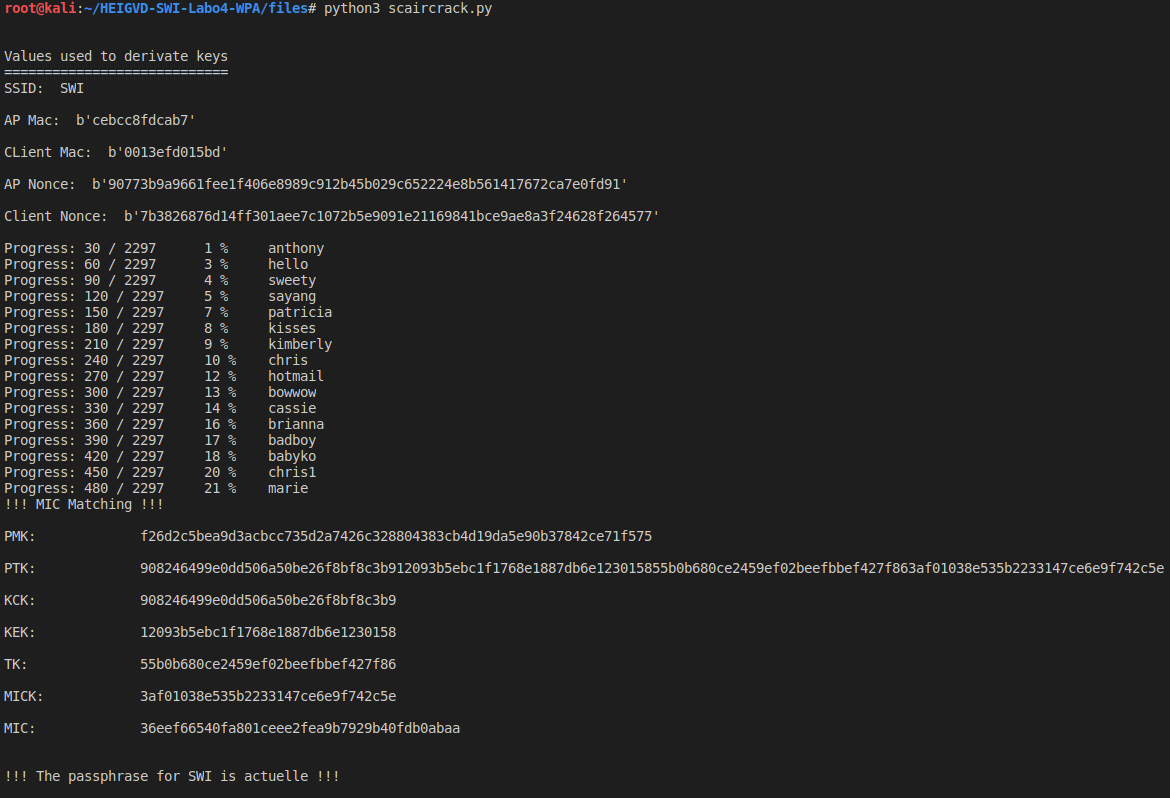 root@kali:~/HEIGVD-SWI-Labo4-WPA/files# python3 scaircrack.py
Values used to derivate keys
============================
SSID:  SWI
AP Mac:  b'cebcc8fdcab7'
CLient Mac:  b'0013efd015bd'
AP Nonce:  b'90773b9a9661fee1f406e8989c912b45b029c652224e8b561417672ca7e0fd91'
Client Nonce:  b'7b3826876d14ff301aee7c1072b5e9091e21169841bce9ae8a3f24628f264577'
Progress: 30 / 2297      1 %     anthony
Progress: 60 / 2297      3 %     hello
Progress: 90 / 2297      4 %     sweety
Progress: 120 / 2297     5 %     sayang
Progress: 150 / 2297     7 %     patricia
Progress: 180 / 2297     8 %     kisses
Progress: 210 / 2297     9 %     kimberly
Progress: 240 / 2297     10 %    chris
Progress: 270 / 2297     12 %    hotmail
Progress: 300 / 2297     13 %    bowwow
Progress: 330 / 2297     14 %    cassie
Progress: 360 / 2297     16 %    brianna
Progress: 390 / 2297     17 %    badboy
Progress: 420 / 2297     18 %    babyko
Progress: 450 / 2297     20 %    chris1
Progress: 480 / 2297     21 %    marie
!!! MIC Matching !!!
PMK:             f26d2c5bea9d3acbcc735d2a7426c328804383cb4d19da5e90b37842ce71f575
PTK:             908246499e0dd506a50be26f8bf8c3b912093b5ebc1f1768e1887db6e123015855b0b680ce2459ef02beefbbef427f863af01038e535b2233147ce6e9f742c5e
KCK:             908246499e0dd506a50be26f8bf8c3b9
KEK:             12093b5ebc1f1768e1887db6e1230158
TK:              55b0b680ce2459ef02beefbbef427f86
MICK:            3af01038e535b2233147ce6e9f742c5e
MIC:             36eef66540fa801ceee2fea9b7929b40fdb0abaa
!!! The passphrase for SWI is actuelle !!!